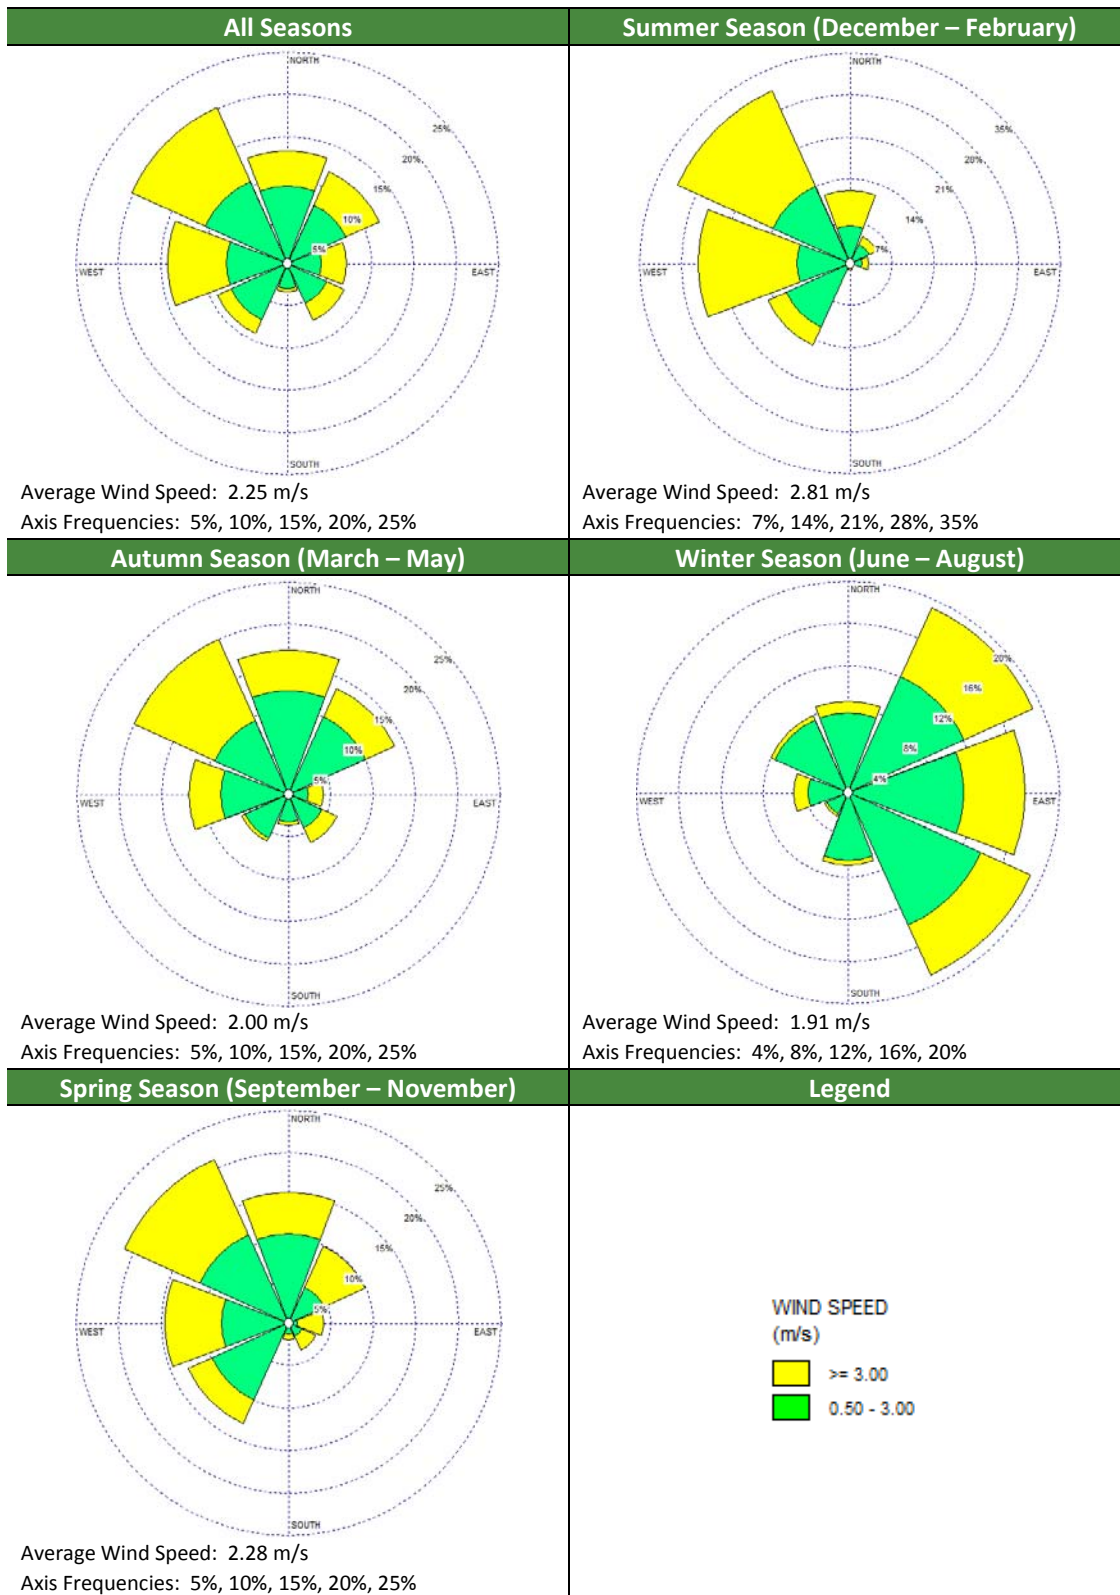 All Seasons
Summer Season (December – February)
NORTH
25%
20%
15%
10%
5%
WEST
EAST
SOUTH
NORTH
35%
28%
21%
14%
7%
WEST
EAST
SOUTH
Average Wind Speed: 2.25 m/s
Axis Frequencies: 5%, 10%, 15%, 20%, 25%
Average Wind Speed: 2.81 m/s
Axis Frequencies: 7%, 14%, 21%, 28%, 35%
Autumn Season (March – May)
Winter Season (June – August)
NORTH
25%
20%
15%
10%
5%
WEST
EAST
SOUTH
NORTH
20%
16%
12%
8%
4%
WEST
EAST
SOUTH
Average Wind Speed: 2.00 m/s
Axis Frequencies: 5%, 10%, 15%, 20%, 25%
Average Wind Speed: 1.91 m/s
Axis Frequencies: 4%, 8%, 12%, 16%, 20%
Spring Season (September – November)
Legend
NORTH
25%
20%
15%
10%
5%
WEST
EAST
SOUTH
WIND SPEED
(m/s)
>= 3.00
0.50 - 3.00
Average Wind Speed: 2.28 m/s
Axis Frequencies: 5%, 10%, 15%, 20%, 25%